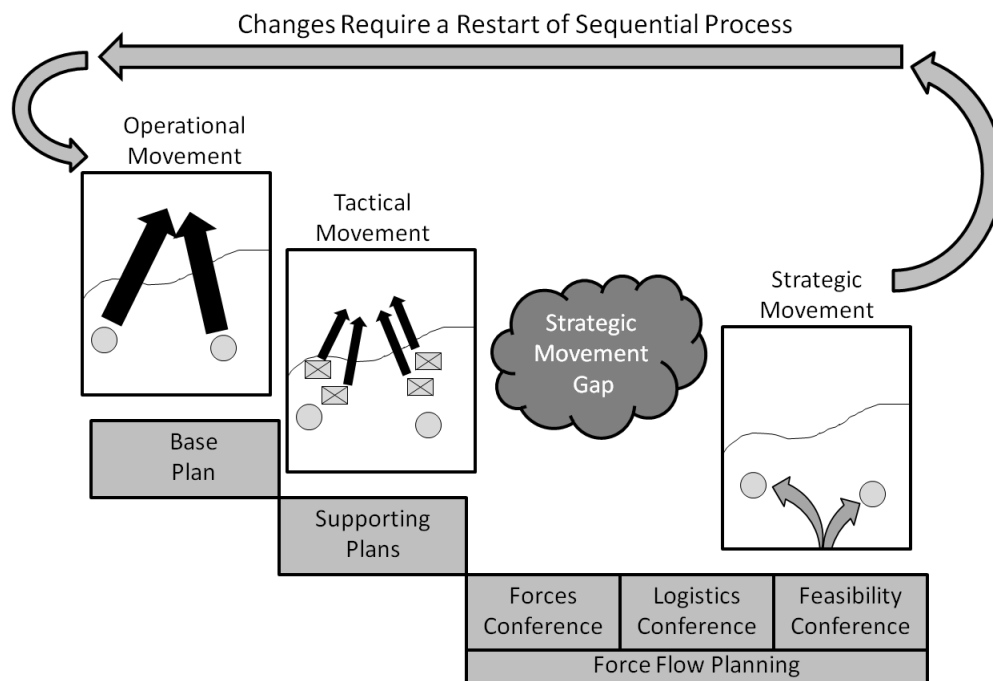 Changes Require a Restart of Sequential Process
Operational
Movement
Tactical
Movement
Strategic
Movement
Gap
Strategic
Movement
Base
Plan
Supporting
Plans
Forces
Conference
Logistics
Conference
Feasibility
Conference
Force Flow Planning